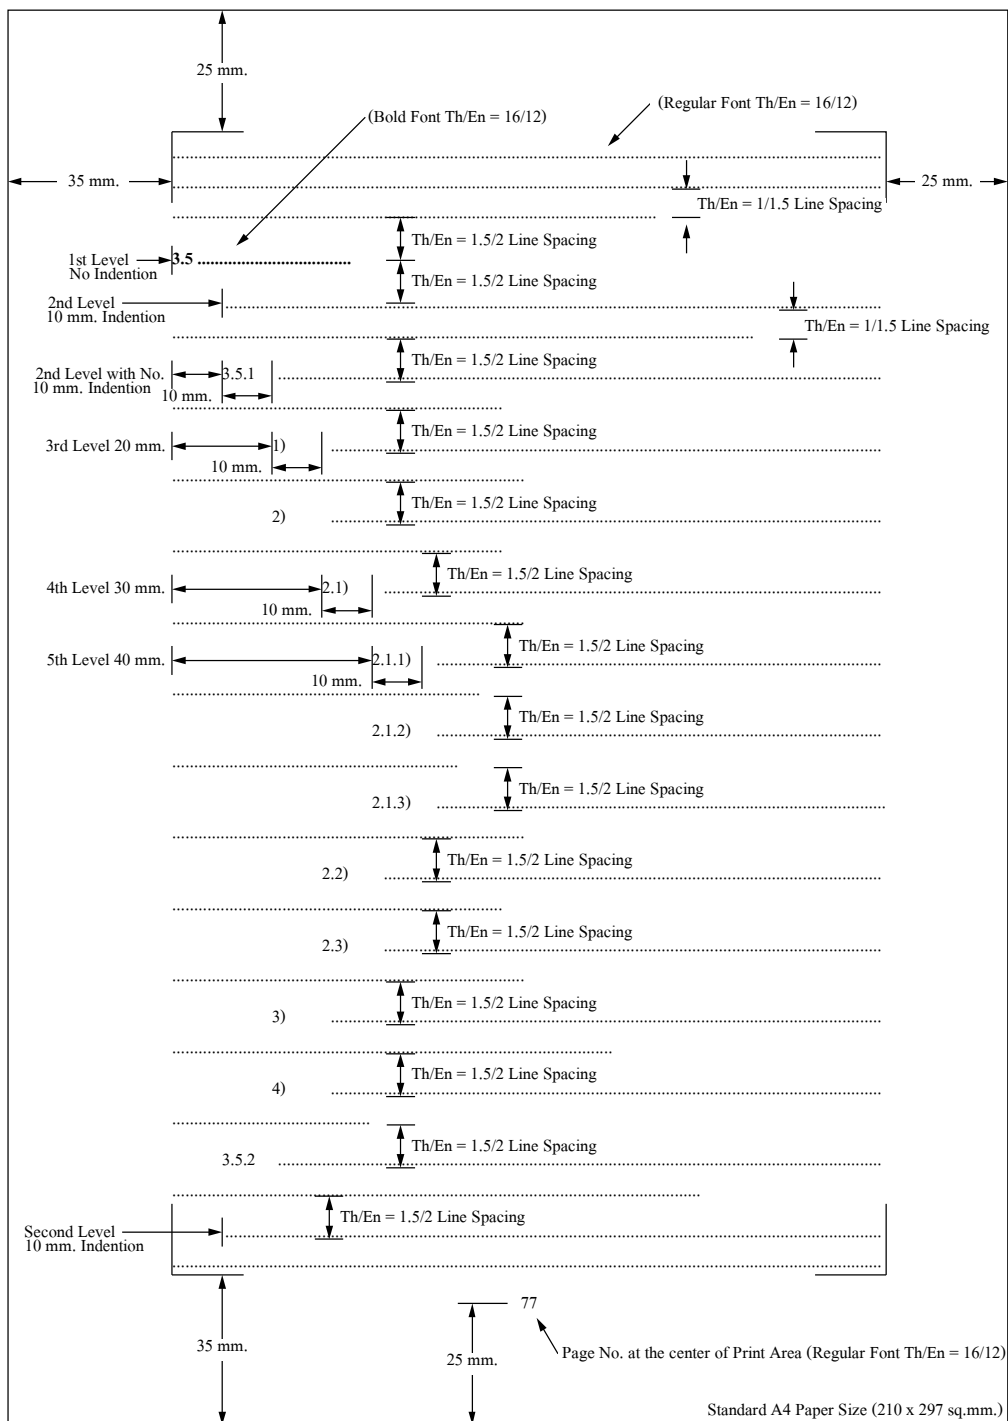 25 mm.
(Regular Font Th/En = 16/12)
(Bold Font Th/En = 16/12)
35 mm.
25 mm.
Th/En = 1/1.5 Line Spacing
Th/En = 1.5/2 Line Spacing
1st Level
No Indention
3.5
Th/En = 1.5/2 Line Spacing
2nd Level
10 mm. Indention
Th/En = 1/1.5 Line Spacing
Th/En = 1.5/2 Line Spacing
2nd Level with No.
10 mm. Indention
3.5.1
10 mm.
Th/En = 1.5/2 Line Spacing
3rd Level 20 mm.
1)
10 mm.
Th/En = 1.5/2 Line Spacing
2)
Th/En = 1.5/2 Line Spacing
4th Level 30 mm.
2.1)
10 mm.
Th/En = 1.5/2 Line Spacing
5th Level 40 mm.
2.1.1)
10 mm.
Th/En = 1.5/2 Line Spacing
2.1.2)
Th/En = 1.5/2 Line Spacing
2.1.3)
Th/En = 1.5/2 Line Spacing
2.2)
Th/En = 1.5/2 Line Spacing
2.3)
Th/En = 1.5/2 Line Spacing
3)
Th/En = 1.5/2 Line Spacing
4)
Th/En = 1.5/2 Line Spacing
3.5.2
Th/En = 1.5/2 Line Spacing
Second Level
10 mm. Indention
77
35 mm.
25 mm.
Page No. at the center of Print Area (Regular Font Th/En = 16/12)
Standard A4 Paper Size (210 x 297 sq.mm.)